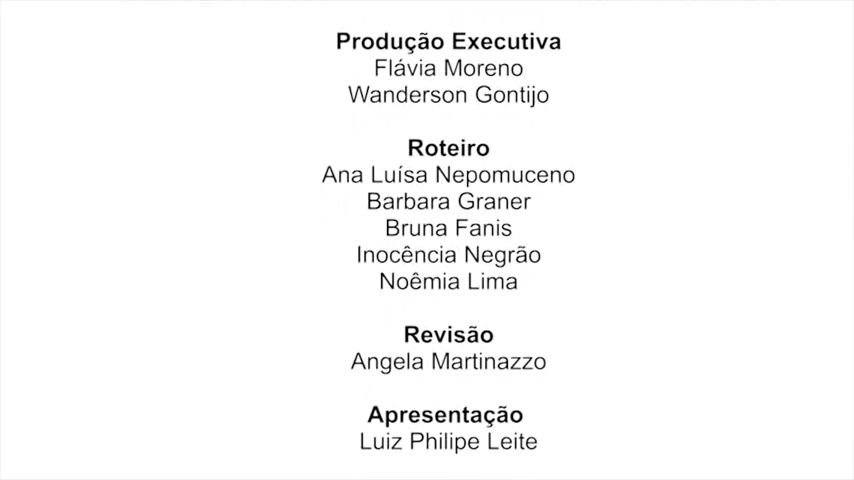 Produção Executiva
Flávia Moreno
Wanderson Gontijo
Roteiro
Ana Luísa Nepomuceno
Barbara Graner
Bruna Fanis
Inocência Negrão
Noêmia Lima
Revisão
Angela Martinazzo
Apresentação
Luiz Philipe Leite